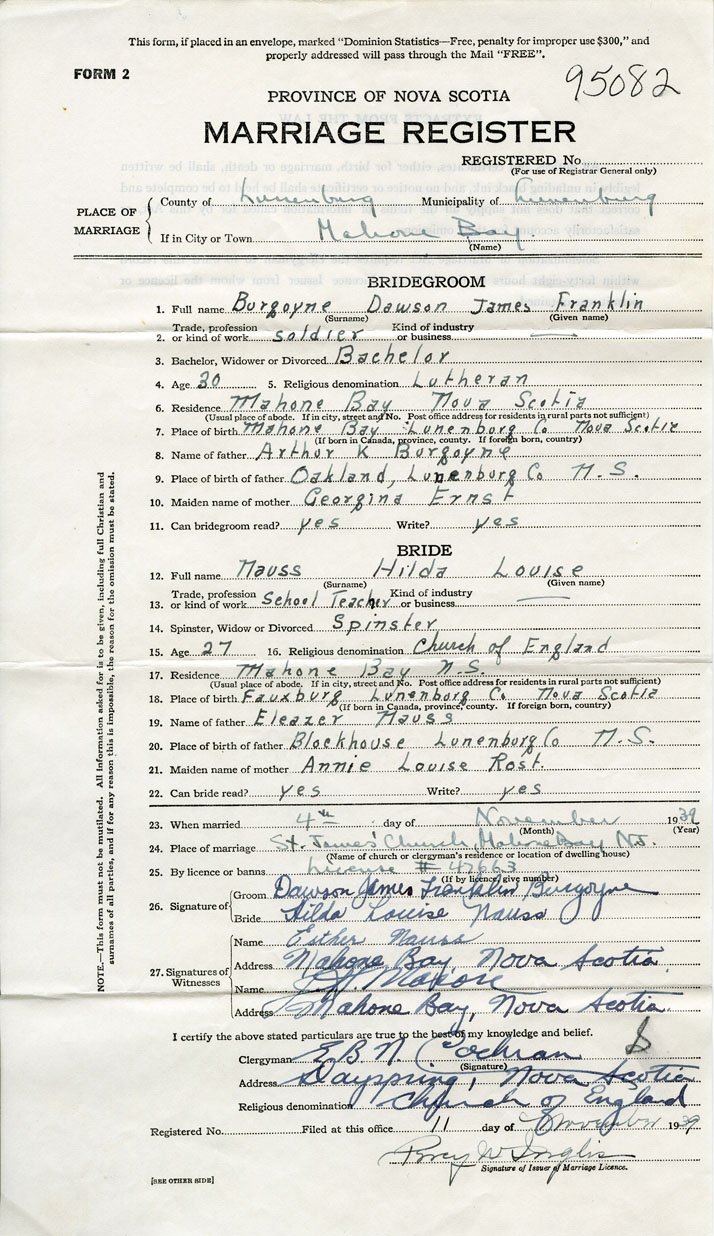 This form, if placed in an envelope, marked "Dominion Statistics—Free, penalty for improper use $300," and
properly addressed will pass through the Mail "FREE".
FORM 2
95082
PROVINCE OF NOVA SCOTIA
MARRIAGE REGISTER
REGISTERED No.
(For use of Registrar General only)
PLACE OF MARRIAGE
County of Lunenburg Municipality of Lunenburg
If in City or Town Mahone Bay.
(Name)
BRIDEGROOM
1. Full name Burgoyne Dawson James Franklin
(Surname) (Given name)
2. Trade, profession or kind of work soldier Kind of industry or business —
3. Bachelor, Widower or Divorced Bachelor
4. Age 30 5. Religious denomination Lutheran
6. Residence Mahone Bay Nova Scotia
(Usual place of abode. If in city, street and No. Post office address for residents in rural parts not sufficient)
7. Place of birth Mahone Bay Lunenburg Co Nova Scotia
(If born in Canada, province, county. If foreign born, country)
8. Name of father Arthur K Burgoyne
9. Place of birth of father Oakland, Lunenburg Co N.S.
10. Maiden name of mother Georgina Ernst
11. Can bridegroom read? yes Write? yes
BRIDE
12. Full name Nauss Hilda Louise
(Surname) (Given name)
13. Trade, profession or kind of work School Teacher Kind of industry or business —
14. Spinster, Widow or Divorced Spinster
15. Age 27 16. Religious denomination Church of England
17. Residence Mahone Bay N.S.
(Usual place of abode. If in city, street and No. Post office address for residents in rural parts not sufficient)
18. Place of birth Fauxburg Lunenborg Co Nova Scotia
(If born in Canada, province, county. If foreign born, country)
19. Name of father Eleazer Nauss
20. Place of birth of father Blockhouse Lunenburg Co N.S.
21. Maiden name of mother Annie Louise Rost.
22. Can bride read? yes Write? yes
23. When married 4th day of November 1939
(Month) (Year)
24. Place of marriage St. James' Church, Mahone Bay N.S.
(Name of church or clergyman's residence or location of dwelling house)
25. By licence or banns License # 47663
(If by licence, give number)
26. Signature of
Groom Dawson James Franklin Burgoyne
Bride Hilda Louise Nauss
27. Signatures of Witnesses
Name Esther Nauss
Address Mahone Bay, Nova Scotia
Name
Address Mahone Bay, Nova Scotia.
I certify the above stated particulars are true to the best of my knowledge and belief.
Clergyman E. B. N. Cochran
(Signature)
Address Dayspring, Nova Scotia
Religious denomination Church of England
Registered No. Filed at this office 11 day of November 1939
Percy W Inglis
Signature of Issuer of Marriage Licence.
[SEE OTHER SIDE]
NOTE.—This form must not be mutilated. All information asked for is to be given, including full Christian and
surnames of all parties, and if for any reason this is impossible, the reason for the omission must be stated.